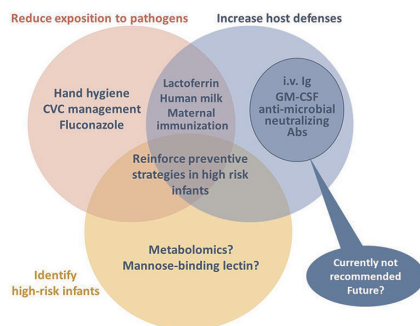 Reduce exposition to pathogens
Increase host defenses
Hand hygiene
CVC management
Fluconazole
Lactoferrin
Human milk
Maternal
immunization
i.v. Ig
GM-CSF
anti-microbial
neutralizing
Abs
Reinforce preventive
strategies in high risk
infants
Metabolomics?
Mannose-binding lectin?
Identify
high-risk infants
Currently not
recommended
Future?